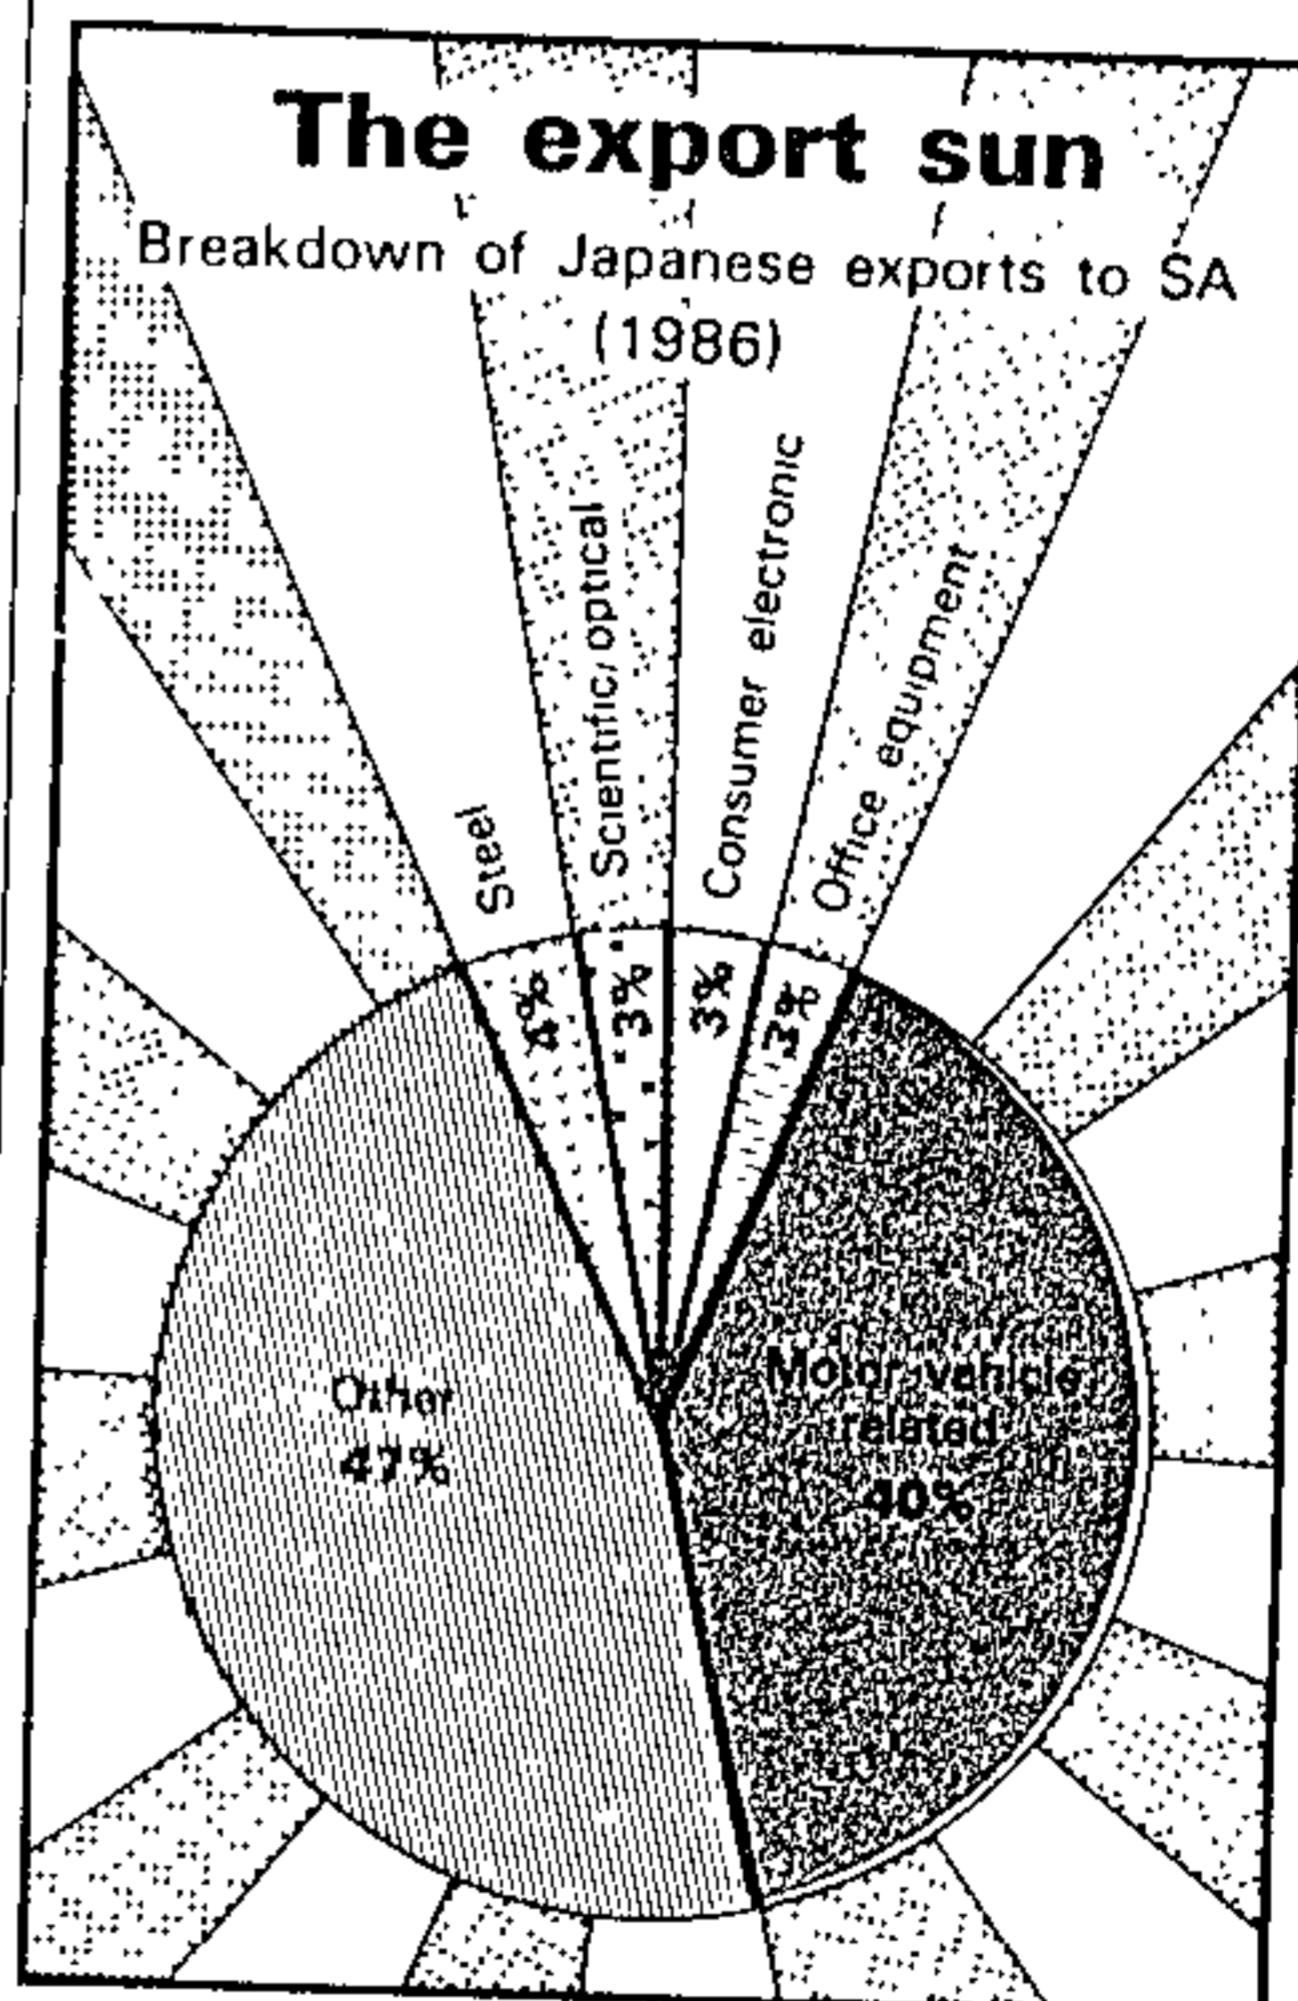 The export sun
Breakdown of Japanese exports to SA
(1986)
Steel
Scientific/optical
Consumer electronic
Office equipment
4%
3%
3%
3%
Other
47%
Motor vehicle
related
40%